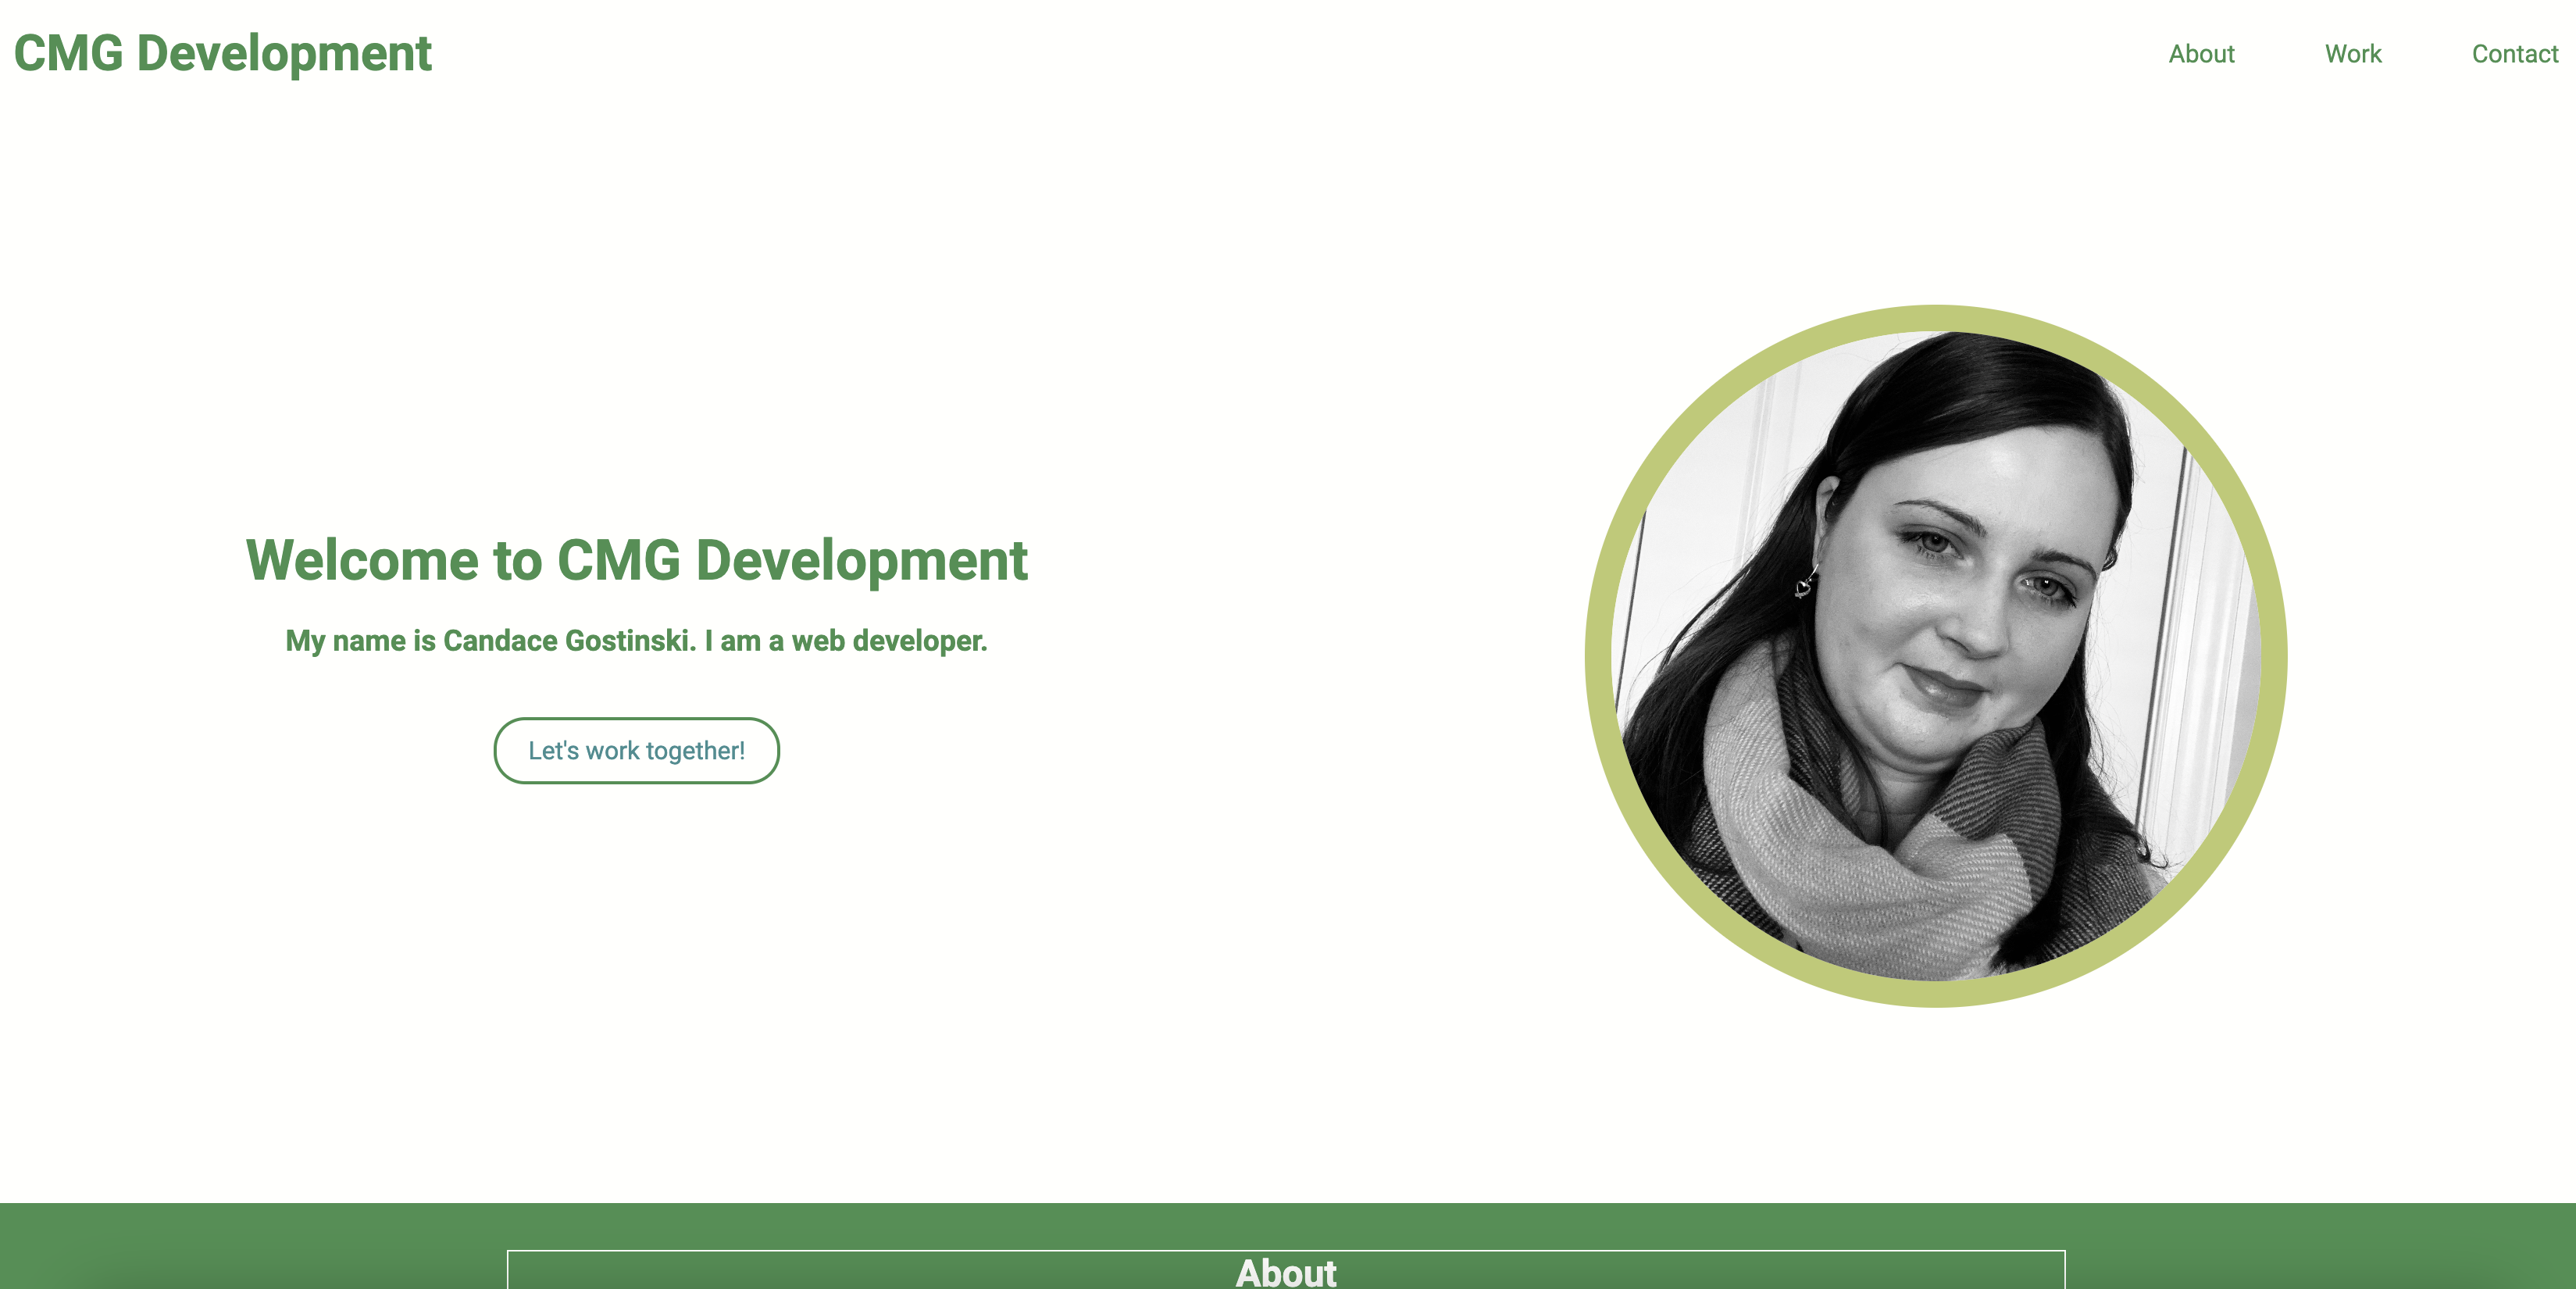 CMG Development
About
Work
Contact
Welcome to CMG Development
My name is Candace Gostinski. I am a web developer.
Let's work together!
About